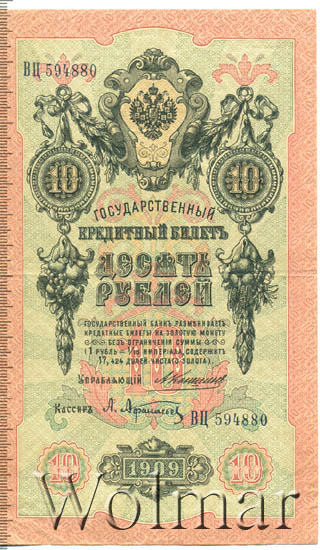 ВЦ 594880
10 10
ГОСУДАРСТВЕННЫЙ
КРЕДИТНЫЙ БИЛЕТЪ
ДЕСЯТЬ
РУБЛЕЙ
ГОСУДАРСТВЕННЫЙ БАНКЪ РАЗМѢНИВАЕТЪ
КРЕДИТНЫЕ БИЛЕТЫ НА ЗОЛОТУЮ МОНЕТУ
БЕЗЪ ОГРАНИЧЕНІЯ СУММЫ
(1 РУБЛЬ = 1/15 ИМПЕРІАЛА, СОДЕРЖИТЪ
17,424 ДОЛЕЙ ЧИСТАГО ЗОЛОТА).
УПРАВЛЯЮЩІЙ
КАССИРЪ А. Афанасьев
ВЦ 594880
10 1909 10
Wolmar